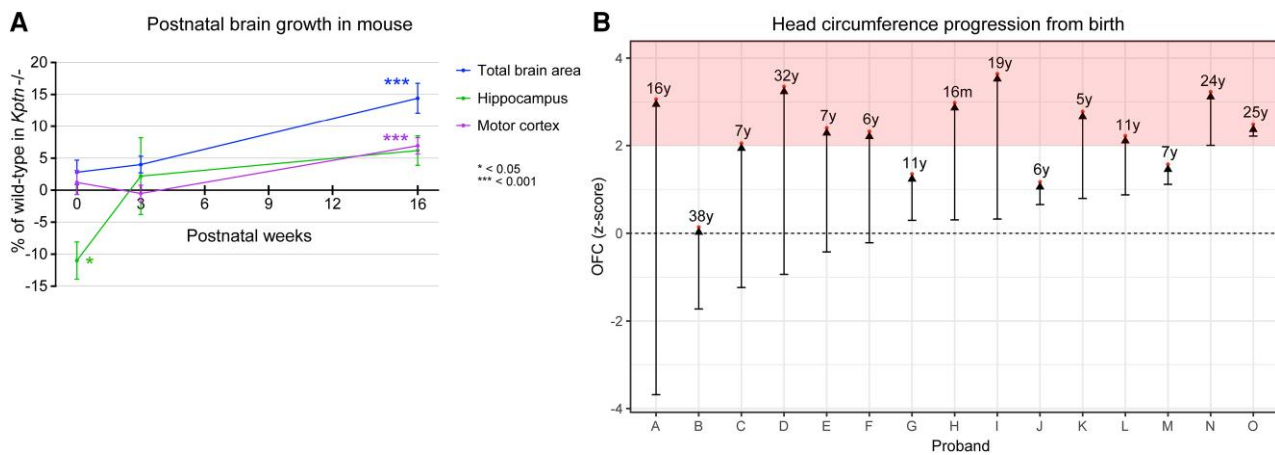 A
Postnatal brain growth in mouse
20
15
10
5
0
-5
-10
-15
% of wild-type in Kptn -/-
0 3 6 9 12 16
Postnatal weeks
***
***
*
Total brain area
Hippocampus
Motor cortex
* < 0.05
*** < 0.001
B
Head circumference progression from birth
4
2
0
-2
-4
OFC (z-score)
16y
38y
7y
32y
7y
6y
11y
16m
19y
6y
5y
11y
7y
24y
25y
A B C D E F G H I J K L M N O
Proband